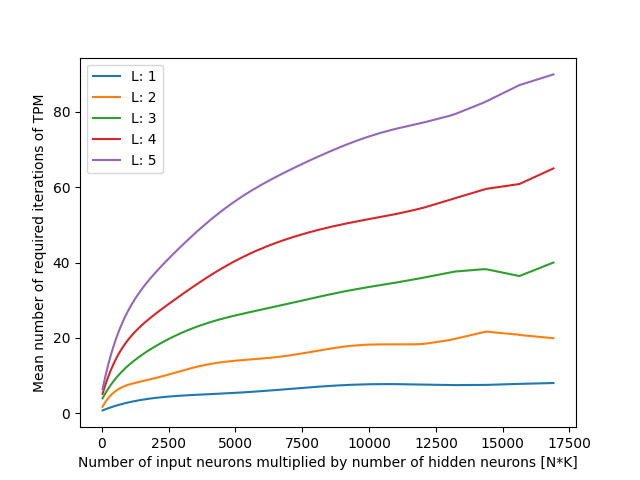 L: 1
L: 2
L: 3
L: 4
L: 5
Mean number of required iterations of TPM
80
60
40
20
0
0 2500 5000 7500 10000 12500 15000 17500
Number of input neurons multiplied by number of hidden neurons [N*K]